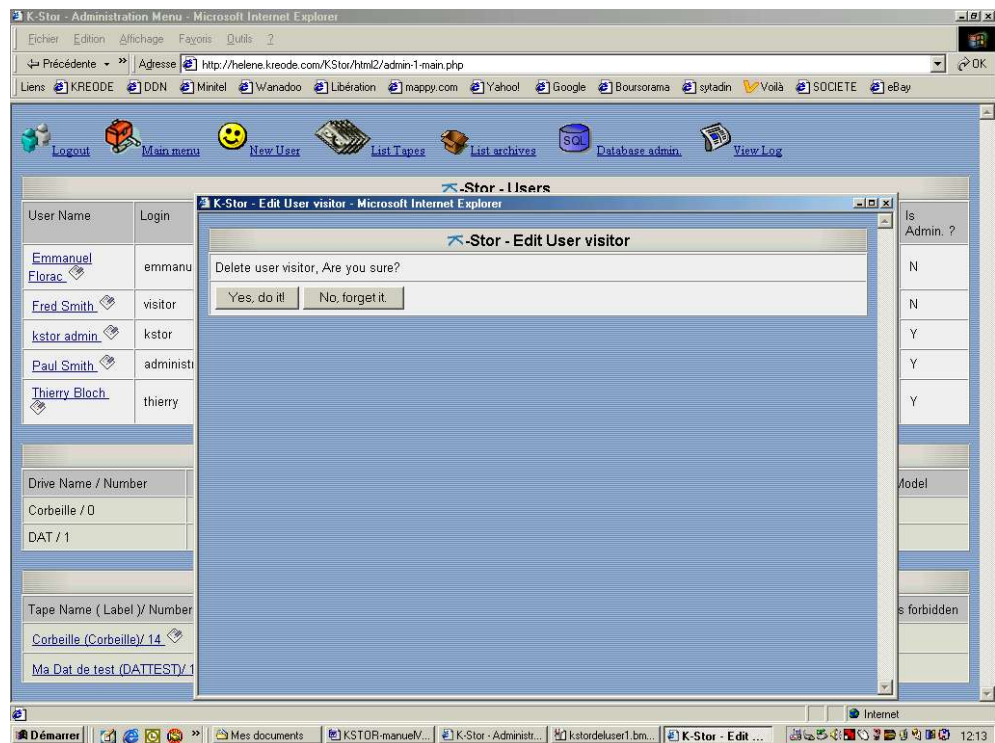 K-Stor - Administration Menu - Microsoft Internet Explorer
Fichier Edition Affichage Favoris Outils ?
Précédente Adresse http://helene.kreode.com/KStor/html2/admin-1-main.php OK
Liens KREODE DDN Minitel Wanadoo Libération mappy.com Yahoo! Google Boursorama sytadin Voilà SOCIETE eBay
Logout Main menu New User List Tapes List archives SQL Database admin. View Log
K-Stor - Users
User Name Login Is Admin. ?
Emmanuel Florac emmanu N
Fred Smith visitor N
kstor admin kstor Y
Paul Smith administr Y
Thierry Bloch thierry Y
K-Stor - Edit User visitor - Microsoft Internet Explorer
K-Stor - Edit User visitor
Delete user visitor, Are you sure?
Yes, do it! No, forget it.
Drive Name / Number Model
Corbeille / 0
DAT / 1
Tape Name ( Label )/ Number s forbidden
Corbeille (Corbeille)/ 14
Ma Dat de test (DATTEST)/ 1
Internet
Démarrer » Mes documents KSTOR-manuelV... K-Stor - Administr... kstordeluser1.bm... K-Stor - Edit ... 12:13